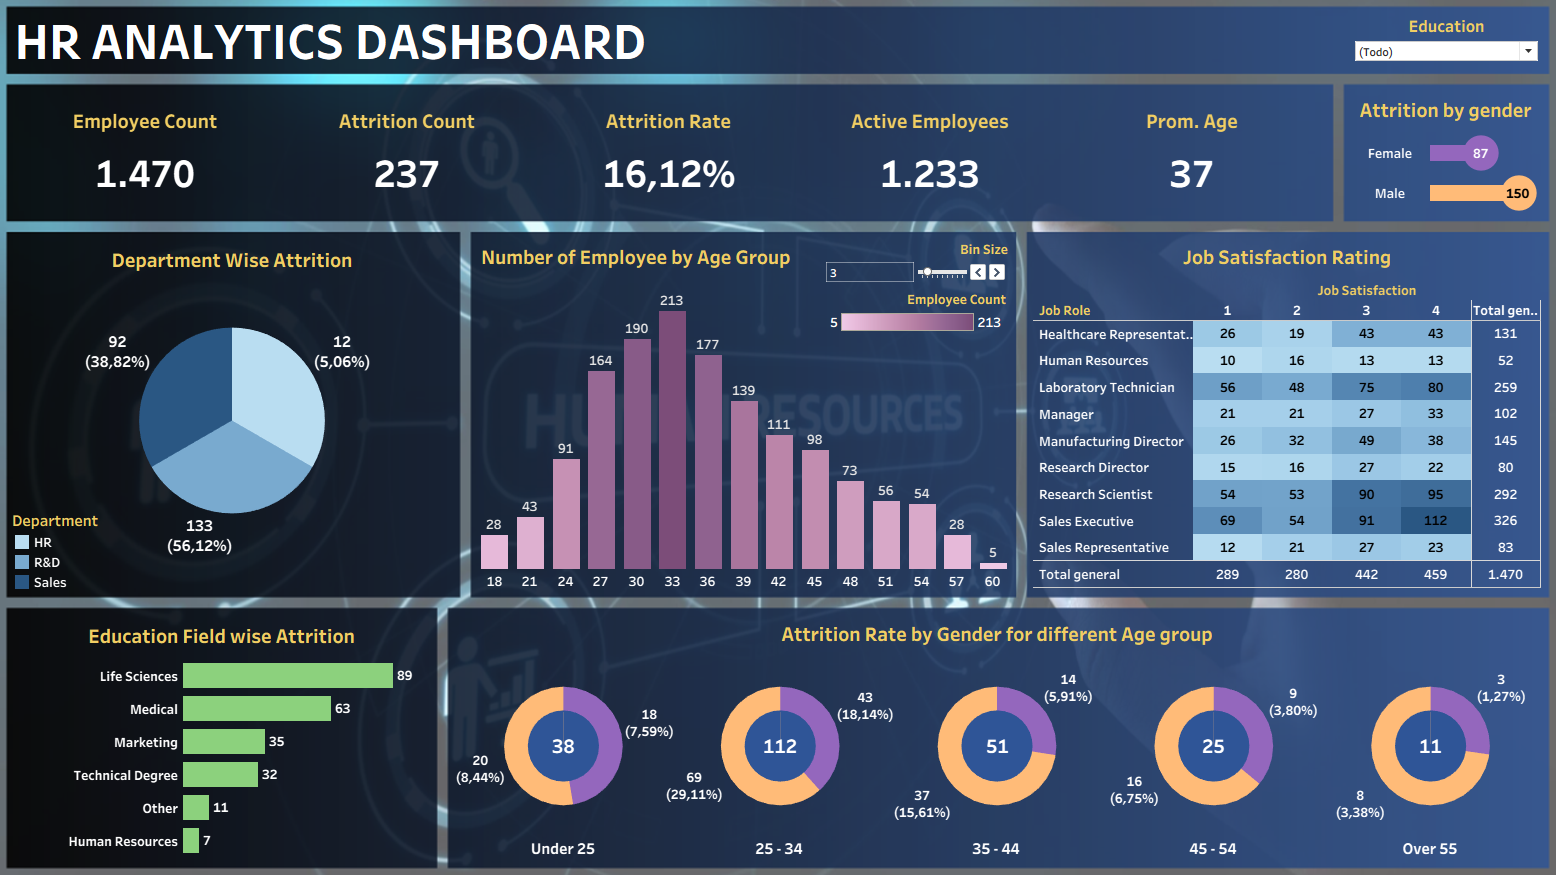 HR ANALYTICS DASHBOARD
Education
(Todo)
Employee Count
1.470
Attrition Count
237
Attrition Rate
16,12%
Active Employees
1.233
Prom. Age
37
Attrition by gender
Female 87
Male 150
Department Wise Attrition
92
(38,82%)
12
(5,06%)
133
(56,12%)
Department
HR
R&D
Sales
Number of Employee by Age Group
Bin Size
3
Employee Count
5 213
28 43 91 164 190 213 177 139 111 98 73 56 54 28 5
18 21 24 27 30 33 36 39 42 45 48 51 54 57 60
HUMAN RESOURCES
Job Satisfaction Rating
Job Satisfaction
Job Role 1 2 3 4 Total gen..
Healthcare Representat.. 26 19 43 43 131
Human Resources 10 16 13 13 52
Laboratory Technician 56 48 75 80 259
Manager 21 21 27 33 102
Manufacturing Director 26 32 49 38 145
Research Director 15 16 27 22 80
Research Scientist 54 53 90 95 292
Sales Executive 69 54 91 112 326
Sales Representative 12 21 27 23 83
Total general 289 280 442 459 1.470
Education Field wise Attrition
Life Sciences 89
Medical 63
Marketing 35
Technical Degree 32
Other 11
Human Resources 7
Attrition Rate by Gender for different Age group
18
(7,59%)
38
20
(8,44%)
Under 25
43
(18,14%)
112
69
(29,11%)
25 - 34
14
(5,91%)
51
37
(15,61%)
35 - 44
9
(3,80%)
25
16
(6,75%)
45 - 54
3
(1,27%)
11
8
(3,38%)
Over 55